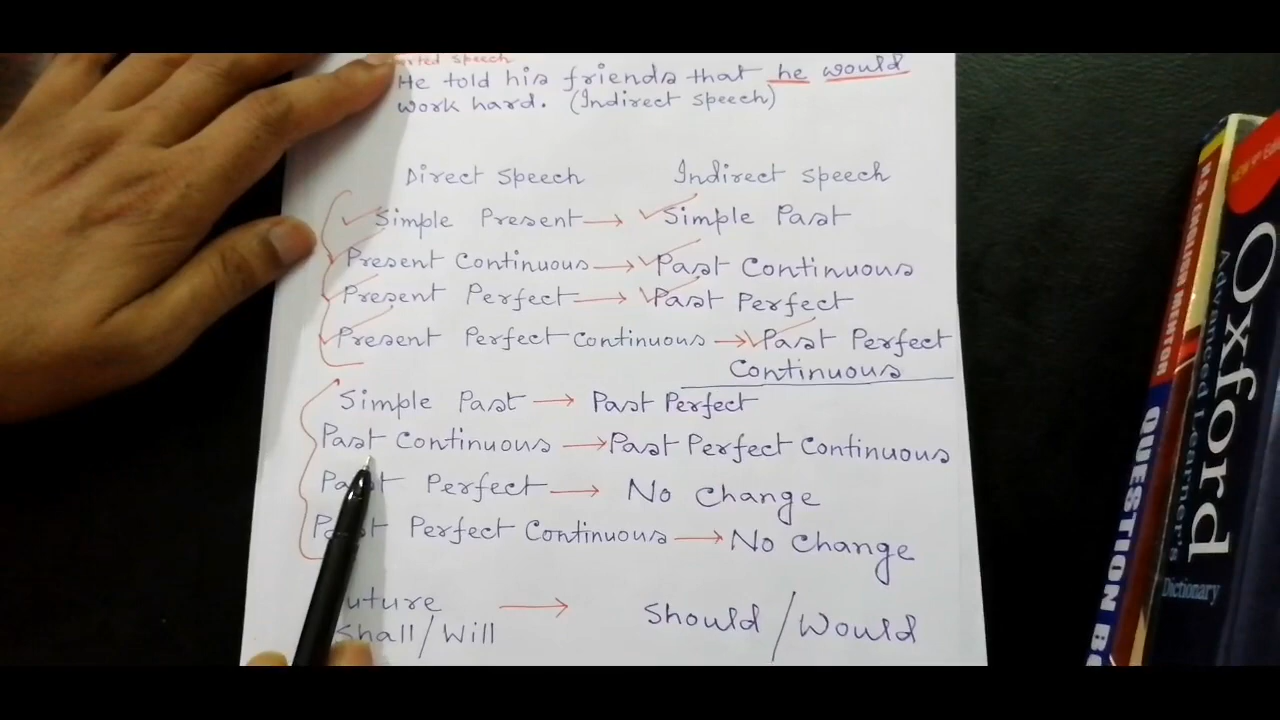 He told his friends that he would
work hard. (Indirect speech)
Direct speech Indirect speech
Simple Present → Simple Past
Present Continuous → Past Continuous
Present Perfect → Past Perfect
Present Perfect Continuous → Past Perfect
Continuous
Simple Past → Past Perfect
Past Continuous → Past Perfect Continuous
Past Perfect → No Change
Past Perfect Continuous → No Change
uture → Should/Would
Shall/Will
Oxford
Advanced Learner's
Dictionary
QUESTION